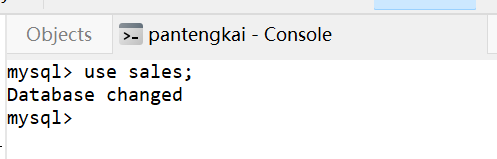 Objects
pantengkai - Console
mysql> use sales;
Database changed
mysql>